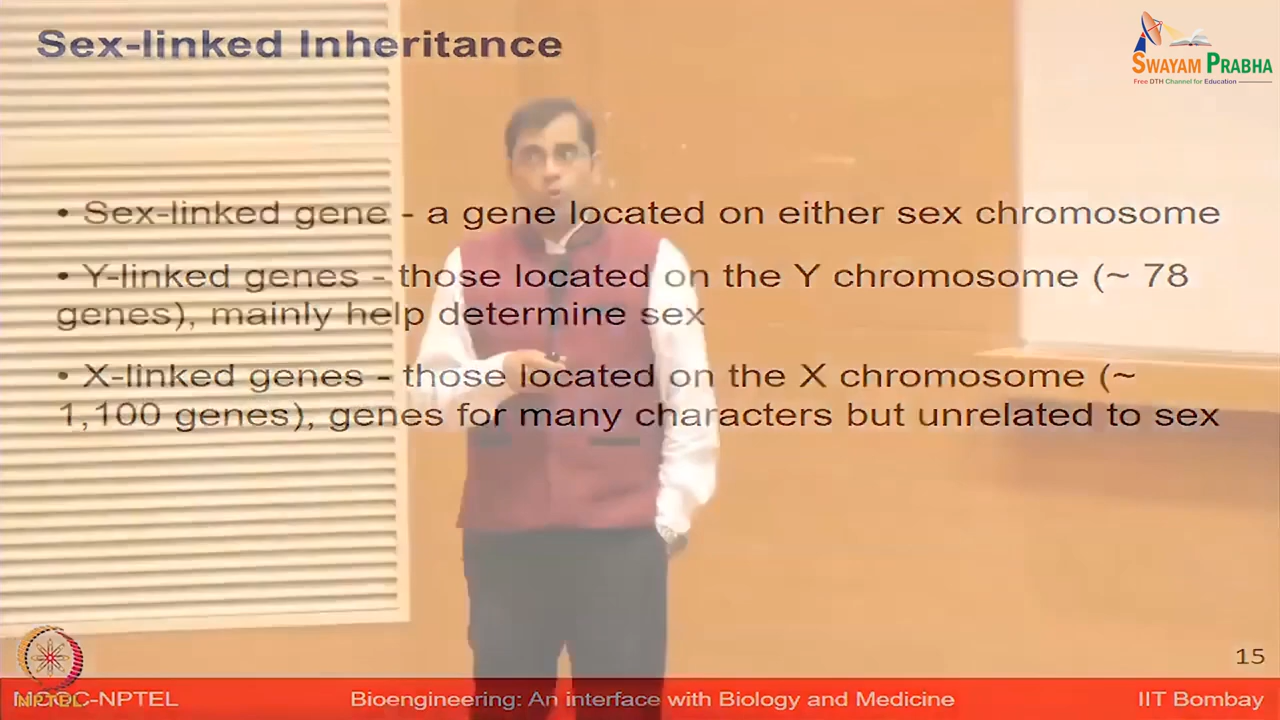 Sex-linked Inheritance
SWAYAM PRABHA
Free DTH Channel for Education
• Sex-linked gene - a gene located on either sex chromosome
• Y-linked genes - those located on the Y chromosome (~ 78
genes), mainly help determine sex
• X-linked genes - those located on the X chromosome (~
1,100 genes), genes for many characters but unrelated to sex
15
NPTEL
MOOC-NPTEL
Bioengineering: An interface with Biology and Medicine
IIT Bombay